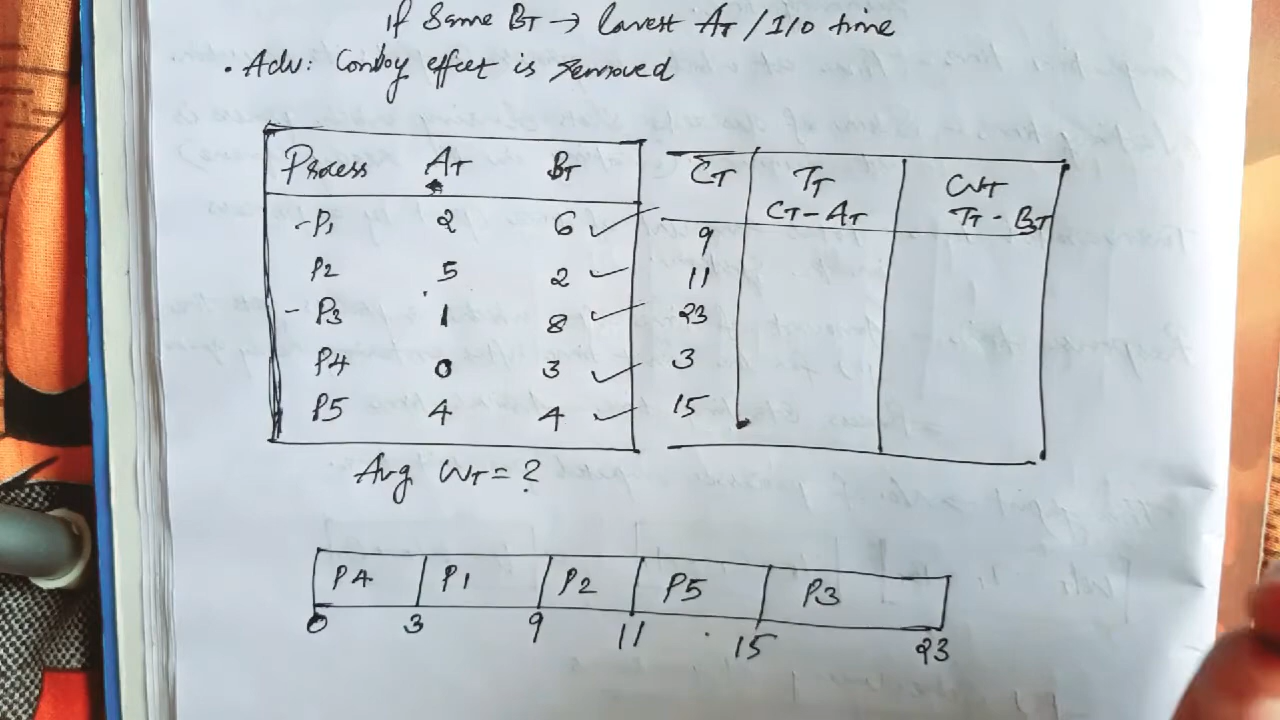 if Same BT → lowest AT / I/O time
• Adv: Convoy effect is removed
Process AT BT CT TT CT - AT WT TT - BT
- P1 2 6 ✓ 9
P2 5 2 ✓ 11
- P3 1 8 ✓ 23
P4 0 3 ✓ 3
P5 4 4 ✓ 15
Avg WT = ?
P4 P1 P2 P5 P3
0 3 9 11 15 23